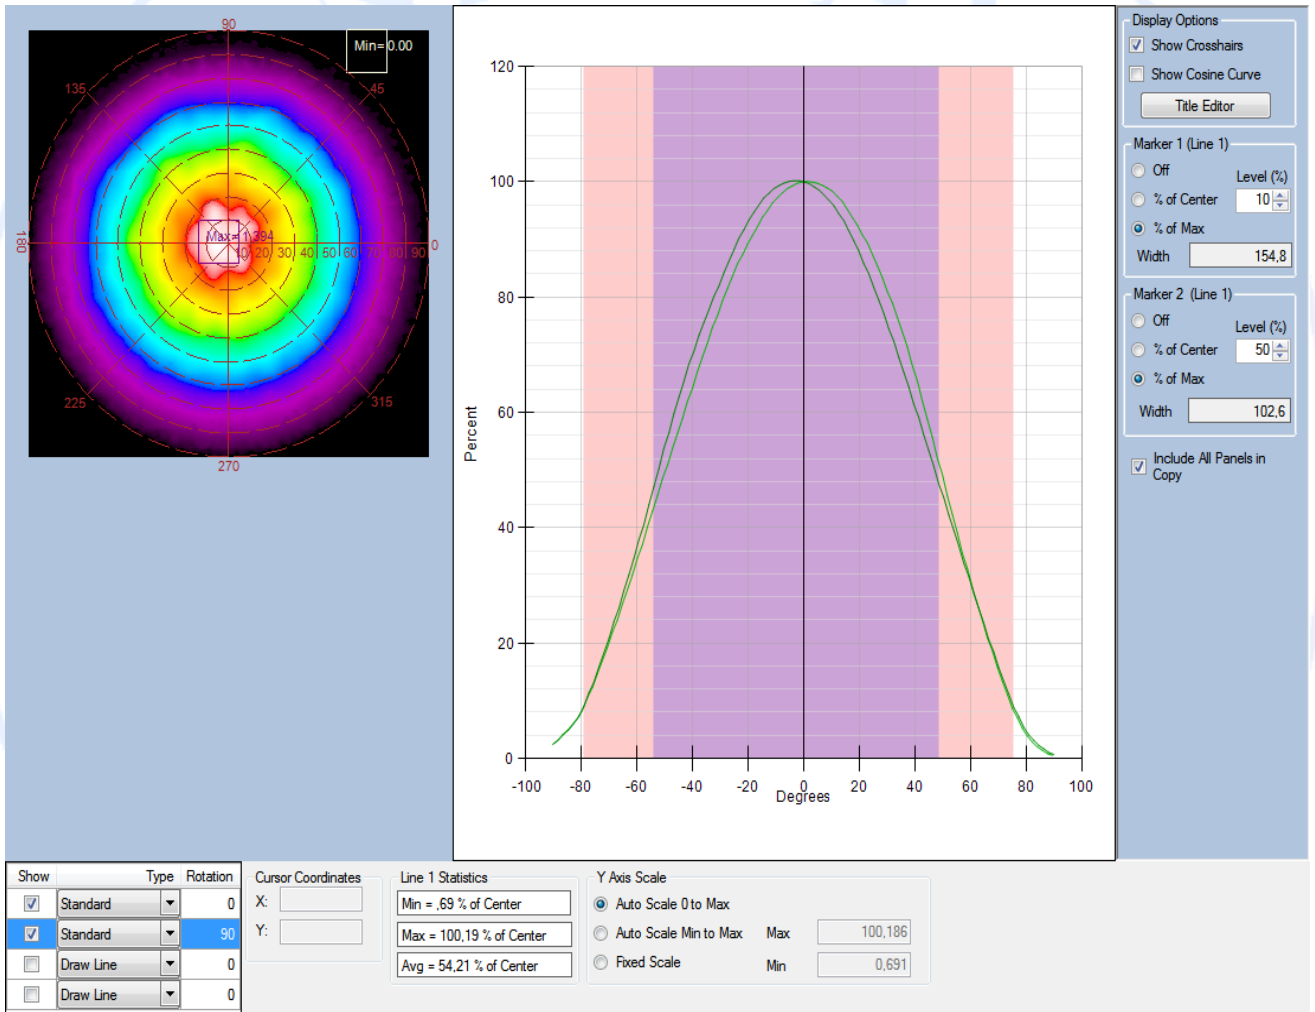 90
Min= 0.00
135
45
Max= 1,394
180
10 20 30 40 50 60 70 80 0
225
315
270
120
100
80
60
40
20
0
Percent
-100 -80 -60 -40 -20 0 20 40 60 80 100
Degrees
Display Options
Show Crosshairs
Show Cosine Curve
Title Editor
Marker 1 (Line 1)
Off
Level (%)
% of Center
10
% of Max
Width 154,8
Marker 2 (Line 1)
Off
Level (%)
% of Center
50
% of Max
Width 102,6
Include All Panels in
Copy
Show Type Rotation
Standard 0
Standard 90
Draw Line 0
Draw Line 0
Cursor Coordinates
X:
Y:
Line 1 Statistics
Min = ,69 % of Center
Max = 100,19 % of Center
Avg = 54,21 % of Center
Y Axis Scale
Auto Scale 0 to Max
Auto Scale Min to Max Max 100,186
Fixed Scale Min 0,691